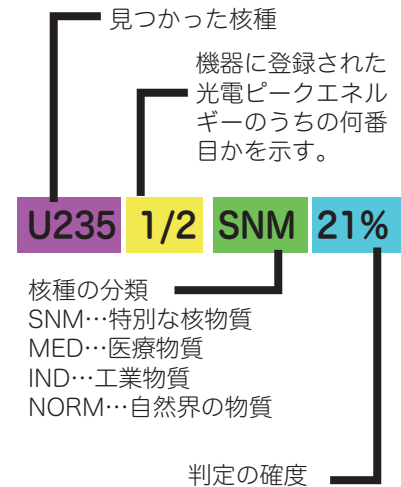 見つかった核種
機器に登録された
光電ピークエネル
ギーのうちの何番
目かを示す。
U235 1/2 SNM 21%
核種の分類
SNM…特別な核物質
MED…医療物質
IND…工業物質
NORM…自然界の物質
判定の確度